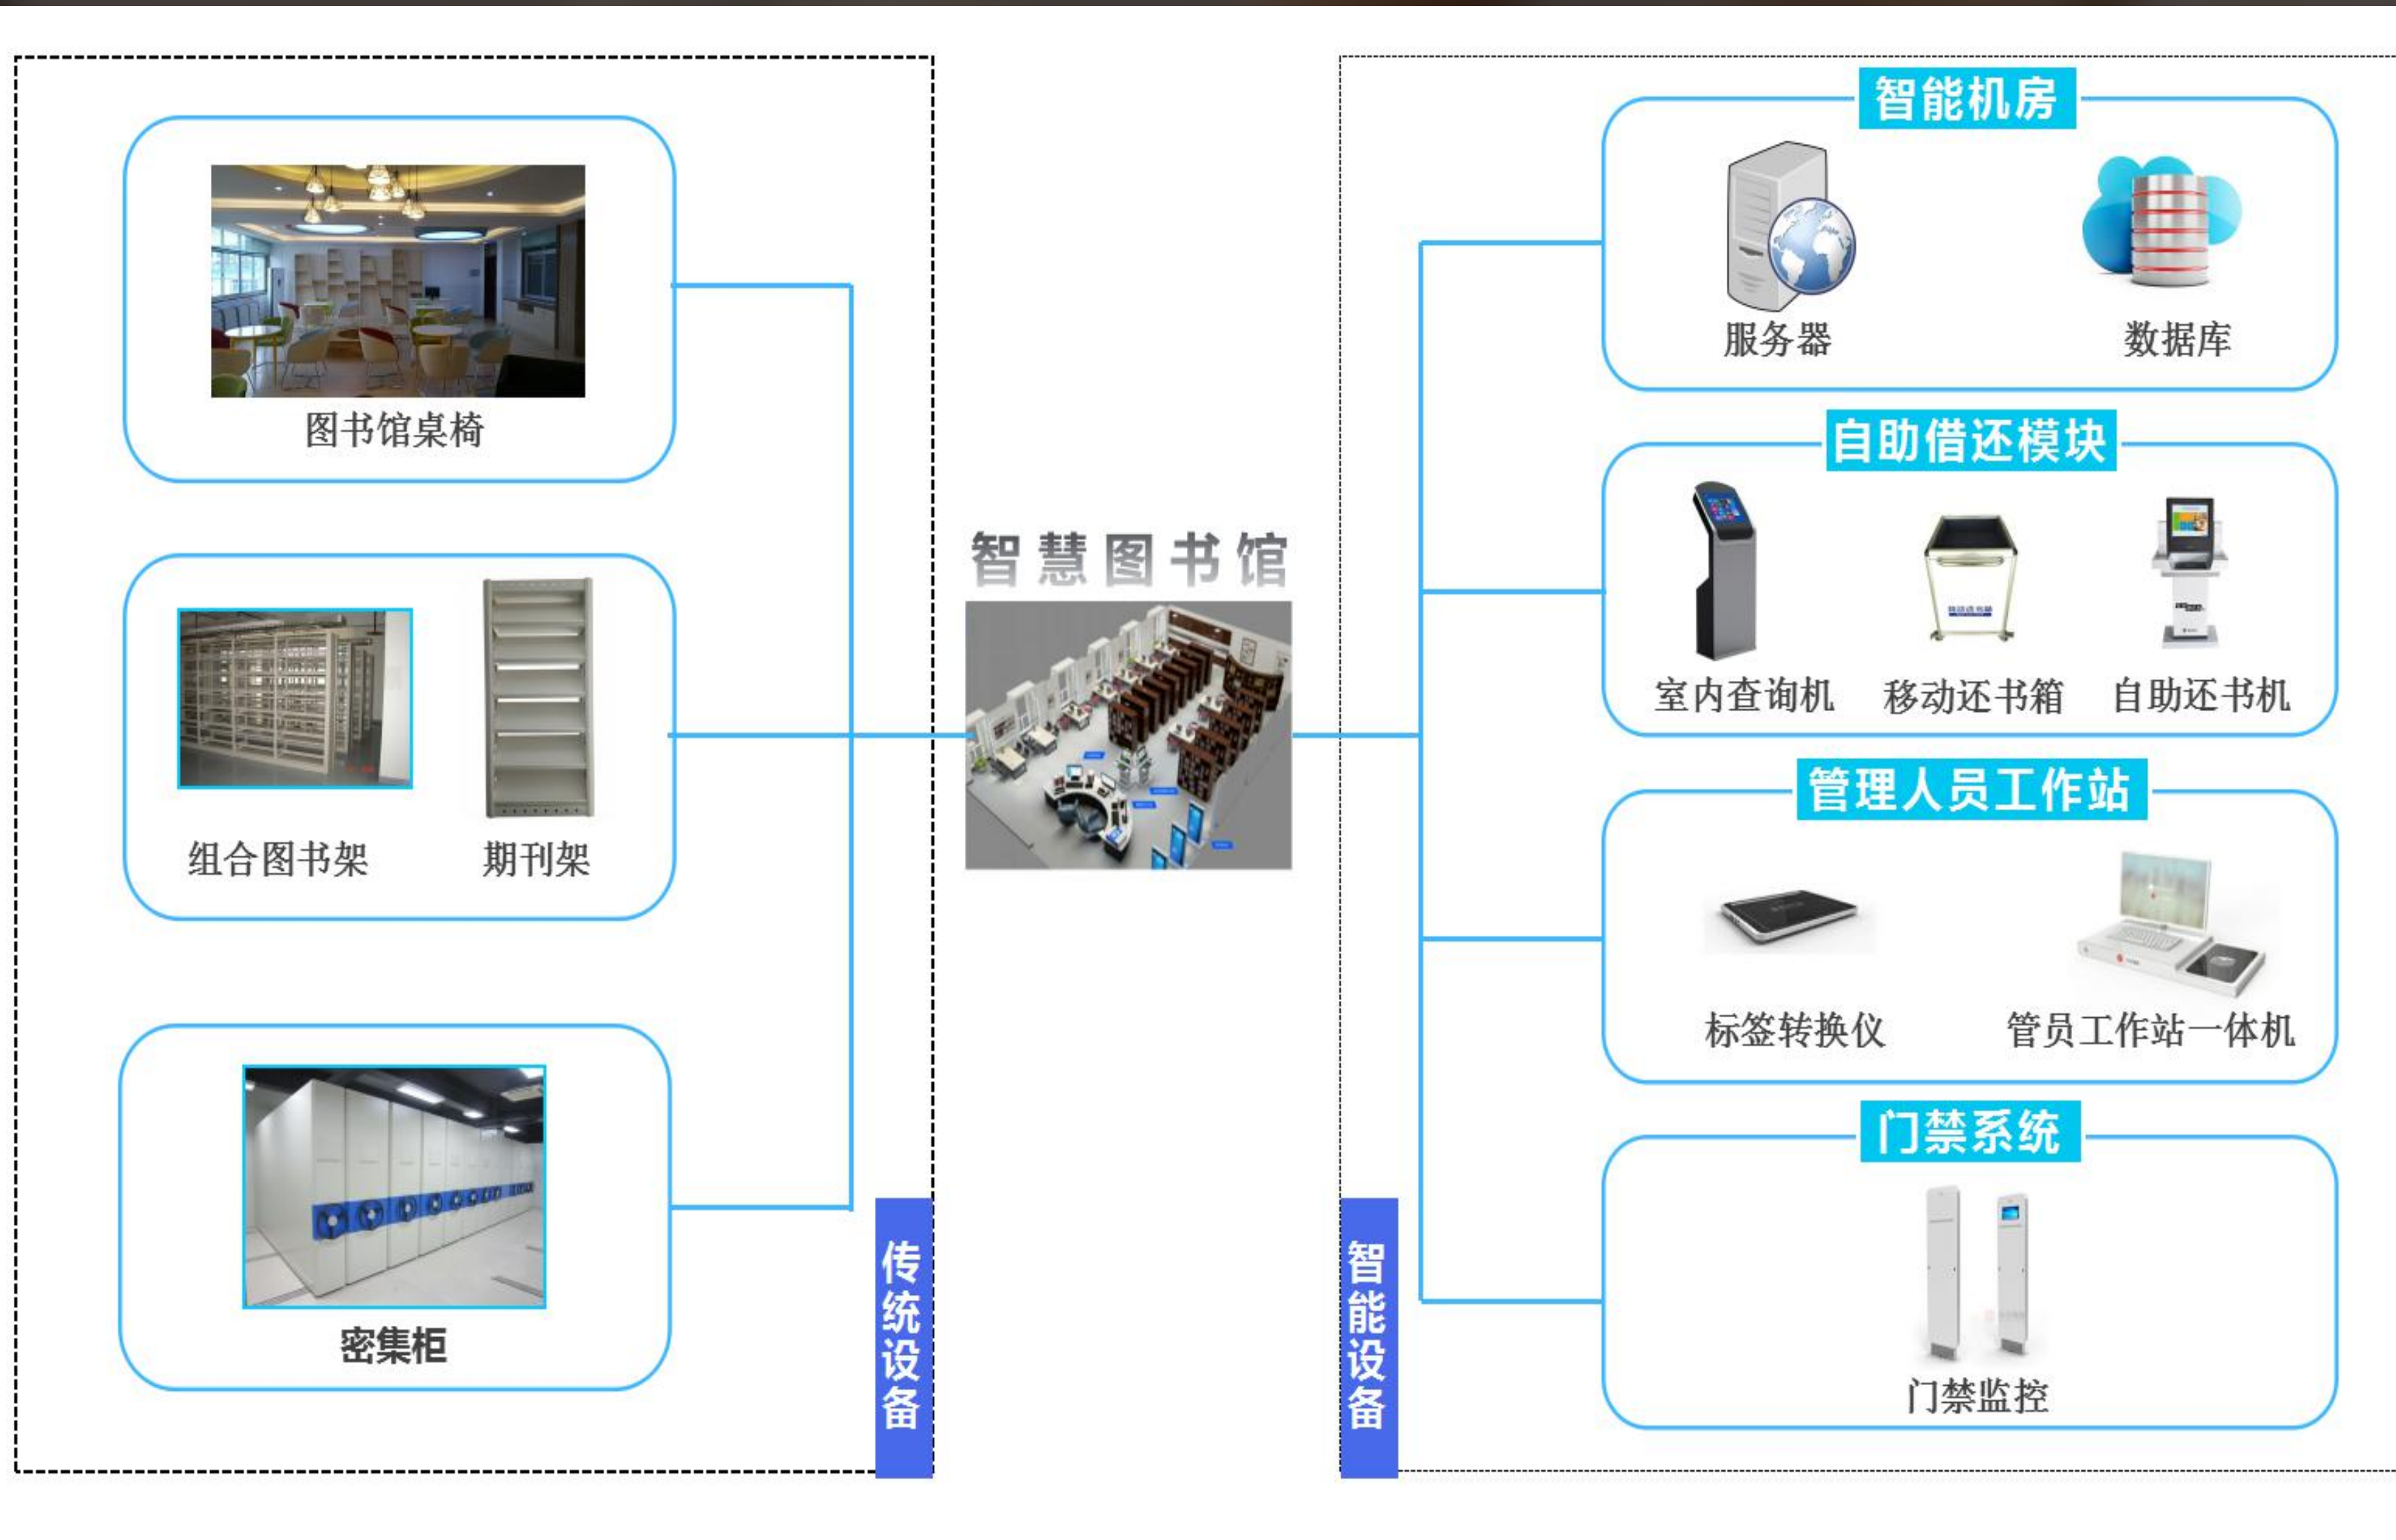 图书馆桌椅
组合图书架
期刊架
密集柜
传统设备
智慧图书馆
智能设备
智能机房
服务器
数据库
自助借还模块
室内查询机
移动还书箱
自助还书机
管理人员工作站
标签转换仪
管员工作站一体机
门禁系统
门禁监控